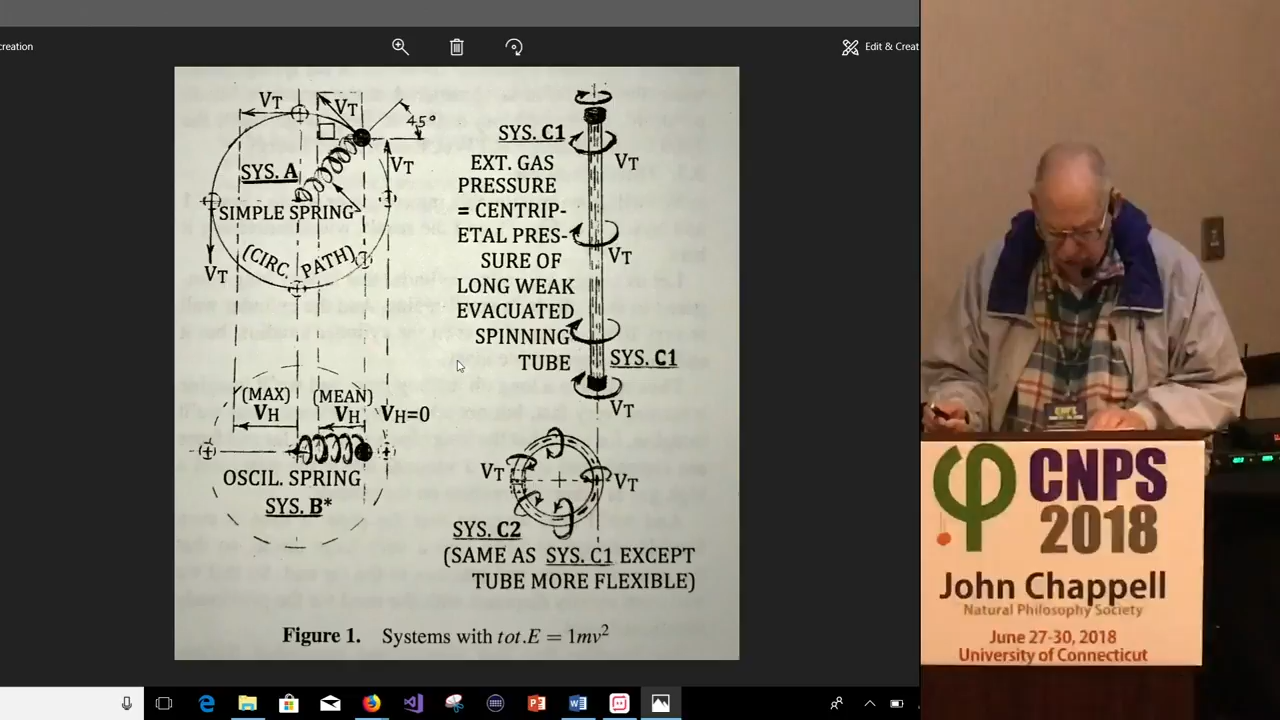 creation
Edit & Creat
VT
VT
45°
VT
SYS. A
SIMPLE SPRING
(CIRC. PATH)
VT
(MAX)
VH
(MEAN)
VH
VH=0
OSCIL. SPRING
SYS. B*
SYS. C1
EXT. GAS
PRESSURE
= CENTRIP-
ETAL PRES-
SURE OF
LONG WEAK
EVACUATED
SPINNING
TUBE
VT
VT
SYS. C1
VT
VT
VT
SYS. C2
(SAME AS SYS. C1 EXCEPT
TUBE MORE FLEXIBLE)
Figure 1. Systems with tot.E = 1mv²
CNPS
CNPS
2018
John Chappell
Natural Philosophy Society
June 27-30, 2018
University of Connecticut